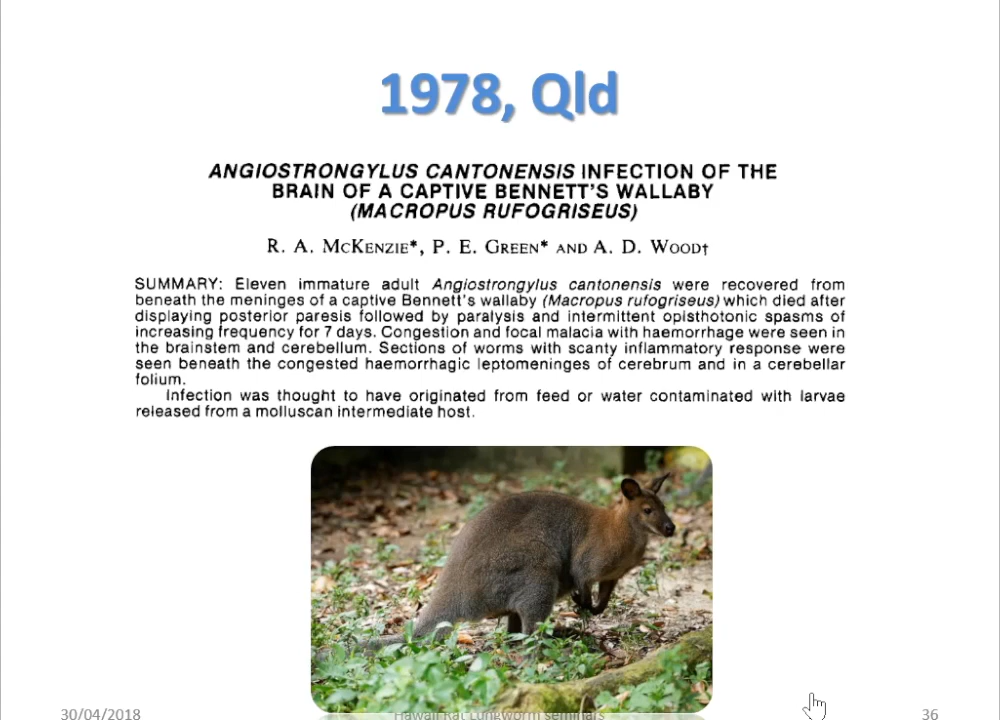 1978, Qld
ANGIOSTRONGYLUS CANTONENSIS INFECTION OF THE
BRAIN OF A CAPTIVE BENNETT'S WALLABY
(MACROPUS RUFOGRISEUS)
R. A. MCKENZIE*, P. E. GREEN* AND A. D. WOOD†
SUMMARY: Eleven immature adult Angiostrongylus cantonensis were recovered from
beneath the meninges of a captive Bennett's wallaby (Macropus rufogriseus) which died after
displaying posterior paresis followed by paralysis and intermittent opisthotonic spasms of
increasing frequency for 7 days. Congestion and focal malacia with haemorrhage were seen in
the brainstem and cerebellum. Sections of worms with scanty inflammatory response were
seen beneath the congested haemorrhagic leptomeninges of cerebrum and in a cerebellar
folium.
Infection was thought to have originated from feed or water contaminated with larvae
released from a molluscan intermediate host.
30/04/2018
Hawaii Rat Lungworm seminars
36